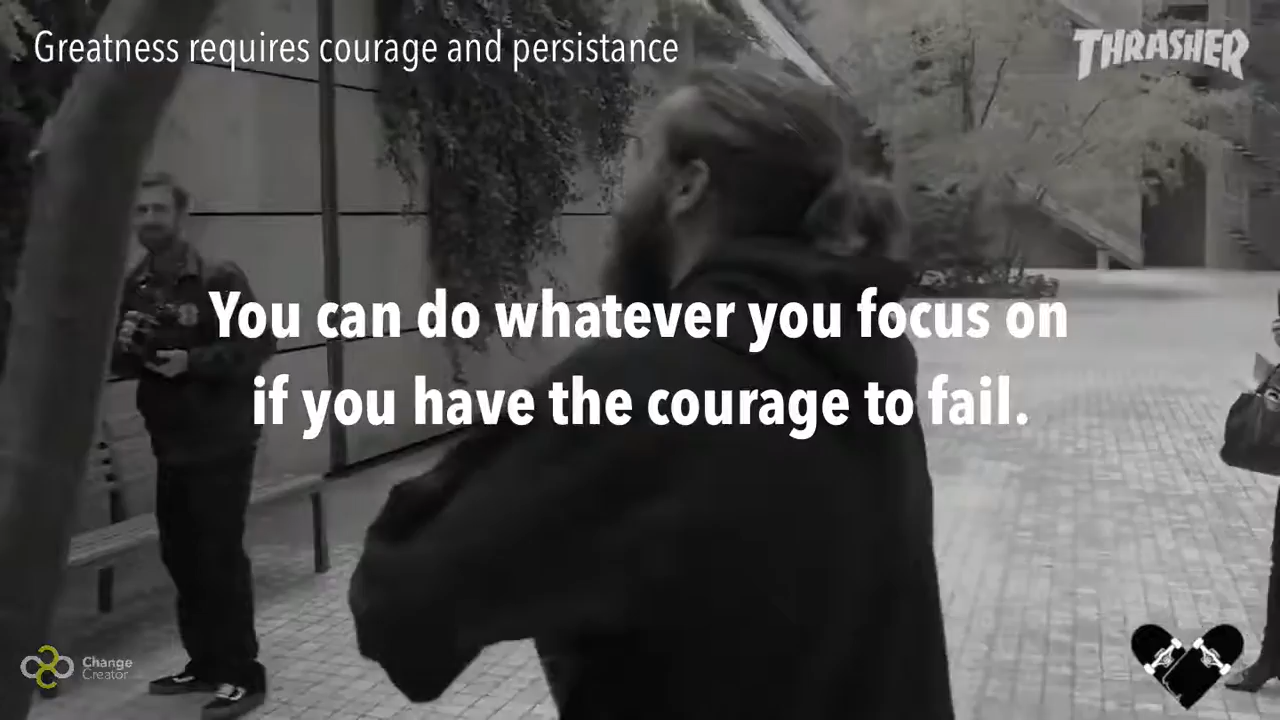 Greatness requires courage and persistance
THRASHER
You can do whatever you focus on
if you have the courage to fail.
Change
Creator